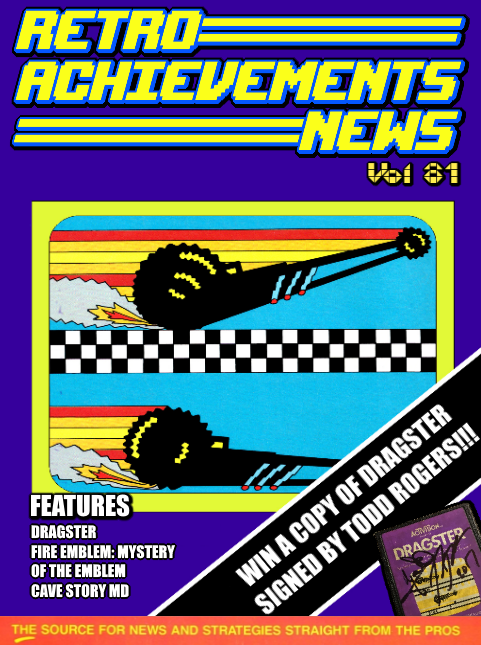 RETRO
ACHIEVEMENTS
NEWS
Vol 81
WIN A COPY OF DRAGSTER
SIGNED BY TODD ROGERS!!!
FEATURES
DRAGSTER
FIRE EMBLEM: MYSTERY
OF THE EMBLEM
CAVE STORY MD
ACTIVISION
DRAGSTER
THE SOURCE FOR NEWS AND STRATEGIES STRAIGHT FROM THE PROS